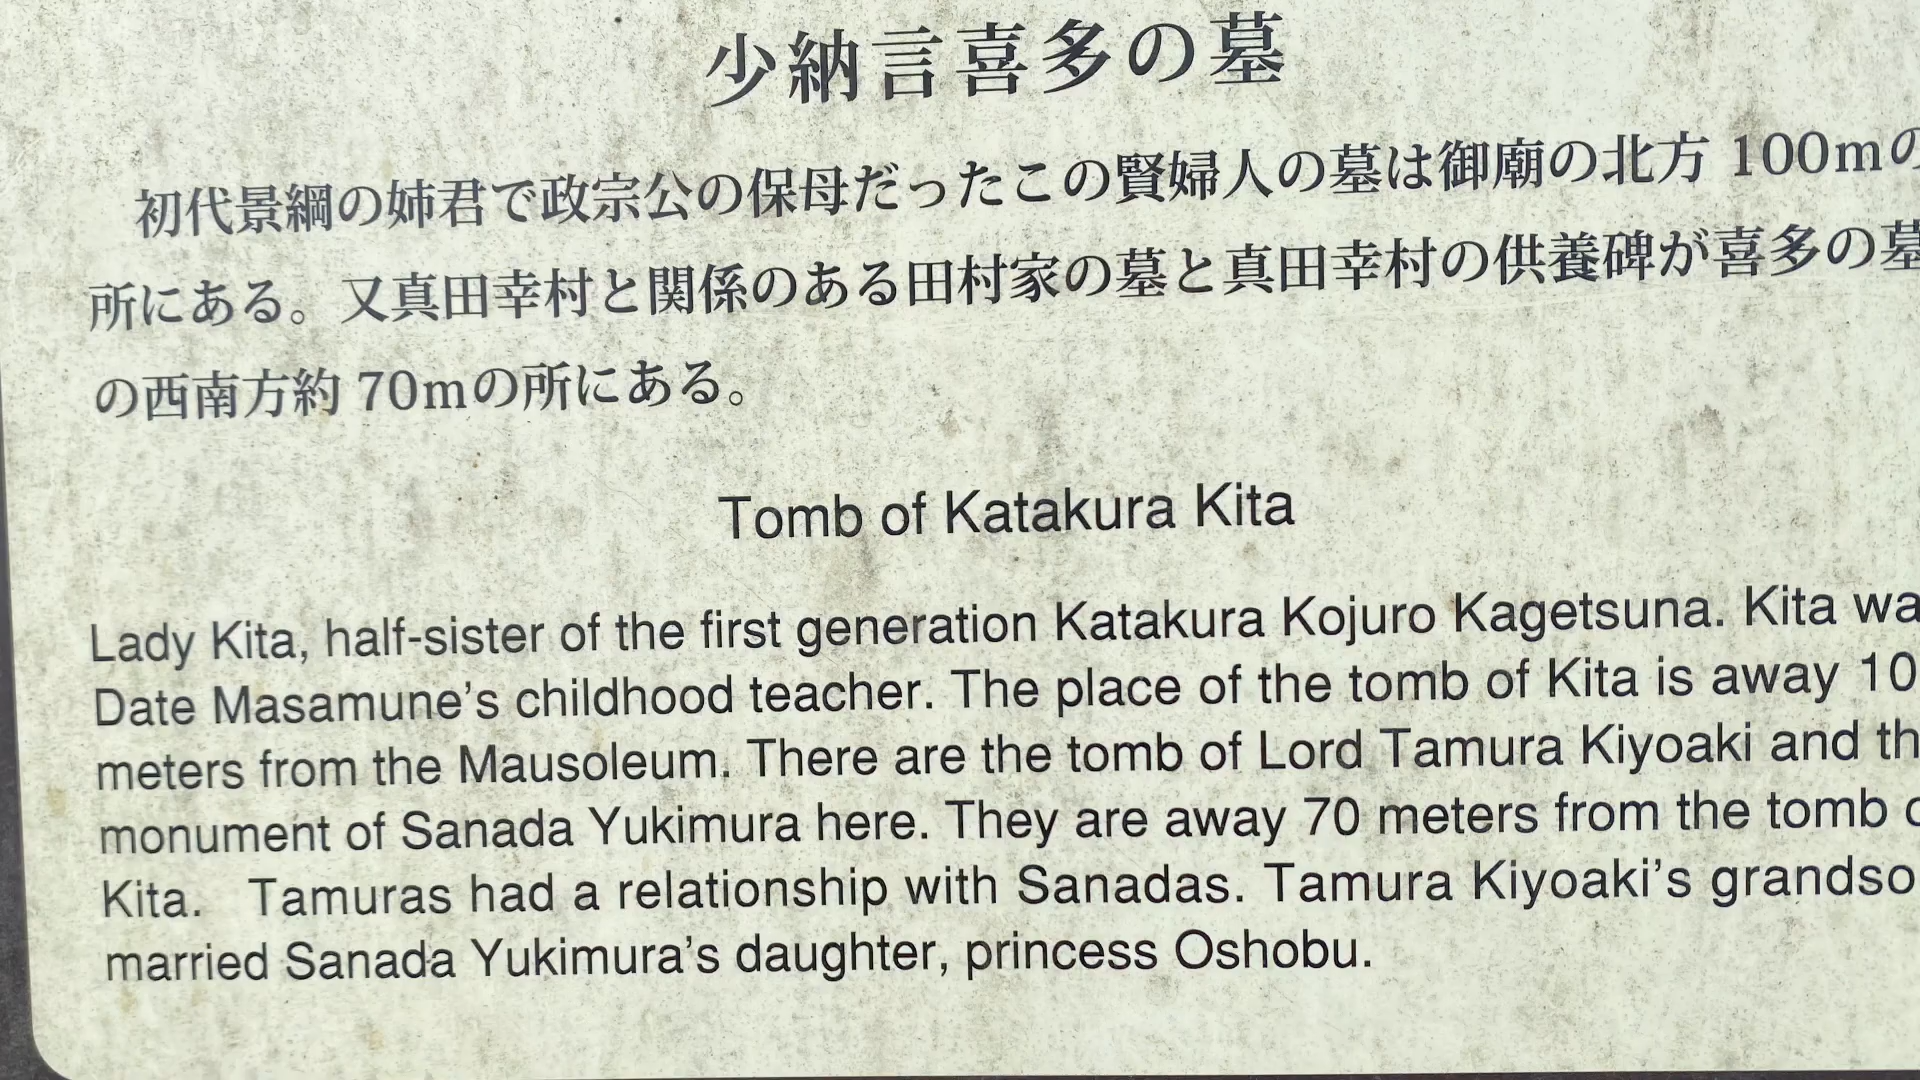 少納言喜多の墓
初代景綱の姉君で政宗公の保母だったこの賢婦人の墓は御廟の北方 100mの
所にある。又真田幸村と関係のある田村家の墓と真田幸村の供養碑が喜多の墓
の西南方約 70mの所にある。
Tomb of Katakura Kita
Lady Kita, half-sister of the first generation Katakura Kojuro Kagetsuna. Kita
Date Masamune’s childhood teacher. The place of the tomb of Kita is away
meters from the Mausoleum. There are the tomb of Lord Tamura Kiyoaki and
monument of Sanada Yukimura here. They are away 70 meters from the tomb
Kita. Tamuras had a relationship with Sanadas. Tamura Kiyoaki’s
married Sanada Yukimura’s daughter, princess Oshobu.